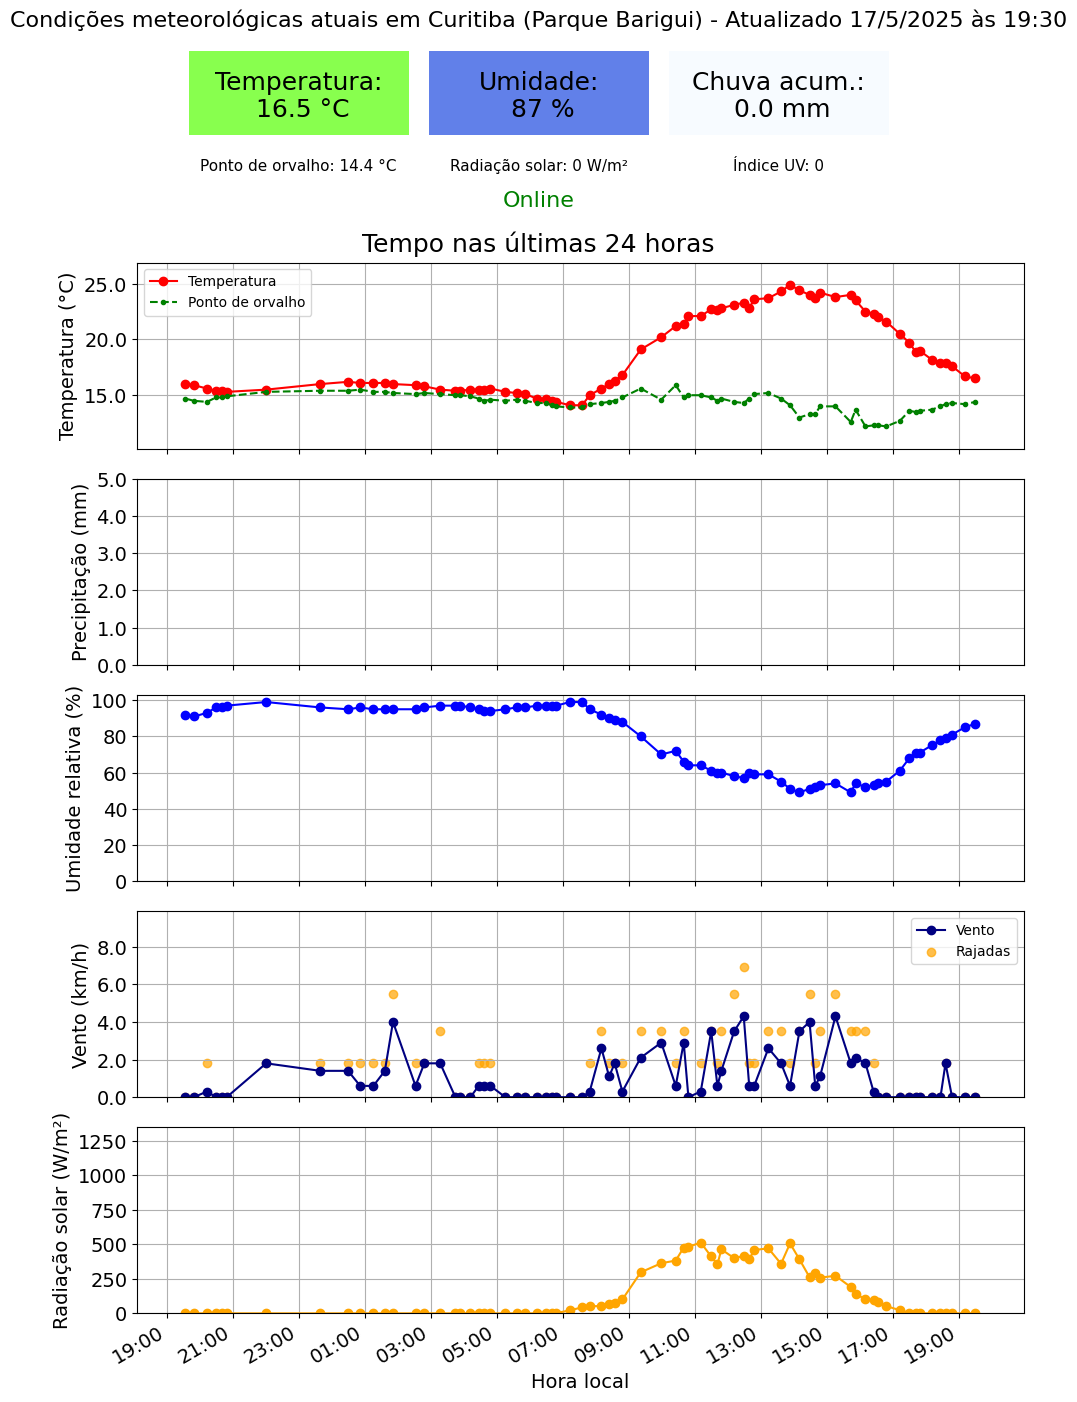 Condições meteorológicas atuais em Curitiba (Parque Barigui) - Atualizado 17/5/2025 às 19:30
Temperatura:
16.5 °C
Umidade:
87 %
Chuva acum.:
0.0 mm
Ponto de orvalho: 14.4 °C
Radiação solar: 0 W/m²
Índice UV: 0
Online
Tempo nas últimas 24 horas
Temperatura (°C)
25.0
20.0
15.0
Temperatura
Ponto de orvalho
Precipitação (mm)
5.0
4.0
3.0
2.0
1.0
0.0
Umidade relativa (%)
100
80
60
40
20
0
Vento (km/h)
8.0
6.0
4.0
2.0
0.0
Vento
Rajadas
Radiação solar (W/m²)
1250
1000
750
500
250
0
19:00
21:00
23:00
01:00
03:00
05:00
07:00
09:00
11:00
13:00
15:00
17:00
19:00
Hora local